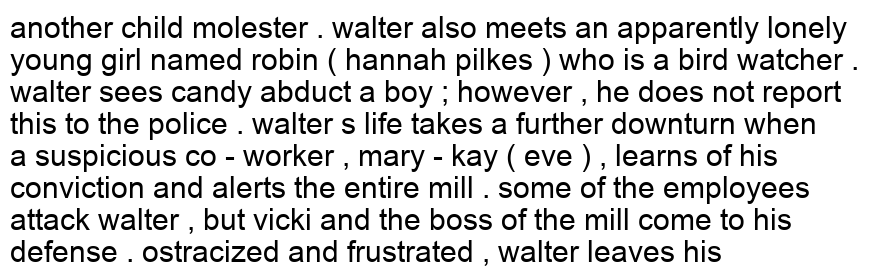 another child molester . walter also meets an apparently lonely
young girl named robin ( hannah pilkes ) who is a bird watcher .
walter sees candy abduct a boy ; however , he does not report
this to the police . walter s life takes a further downturn when
a suspicious co - worker , mary - kay ( eve ) , learns of his
conviction and alerts the entire mill . some of the employees
attack walter , but vicki and the boss of the mill come to his
defense . ostracized and frustrated , walter leaves his